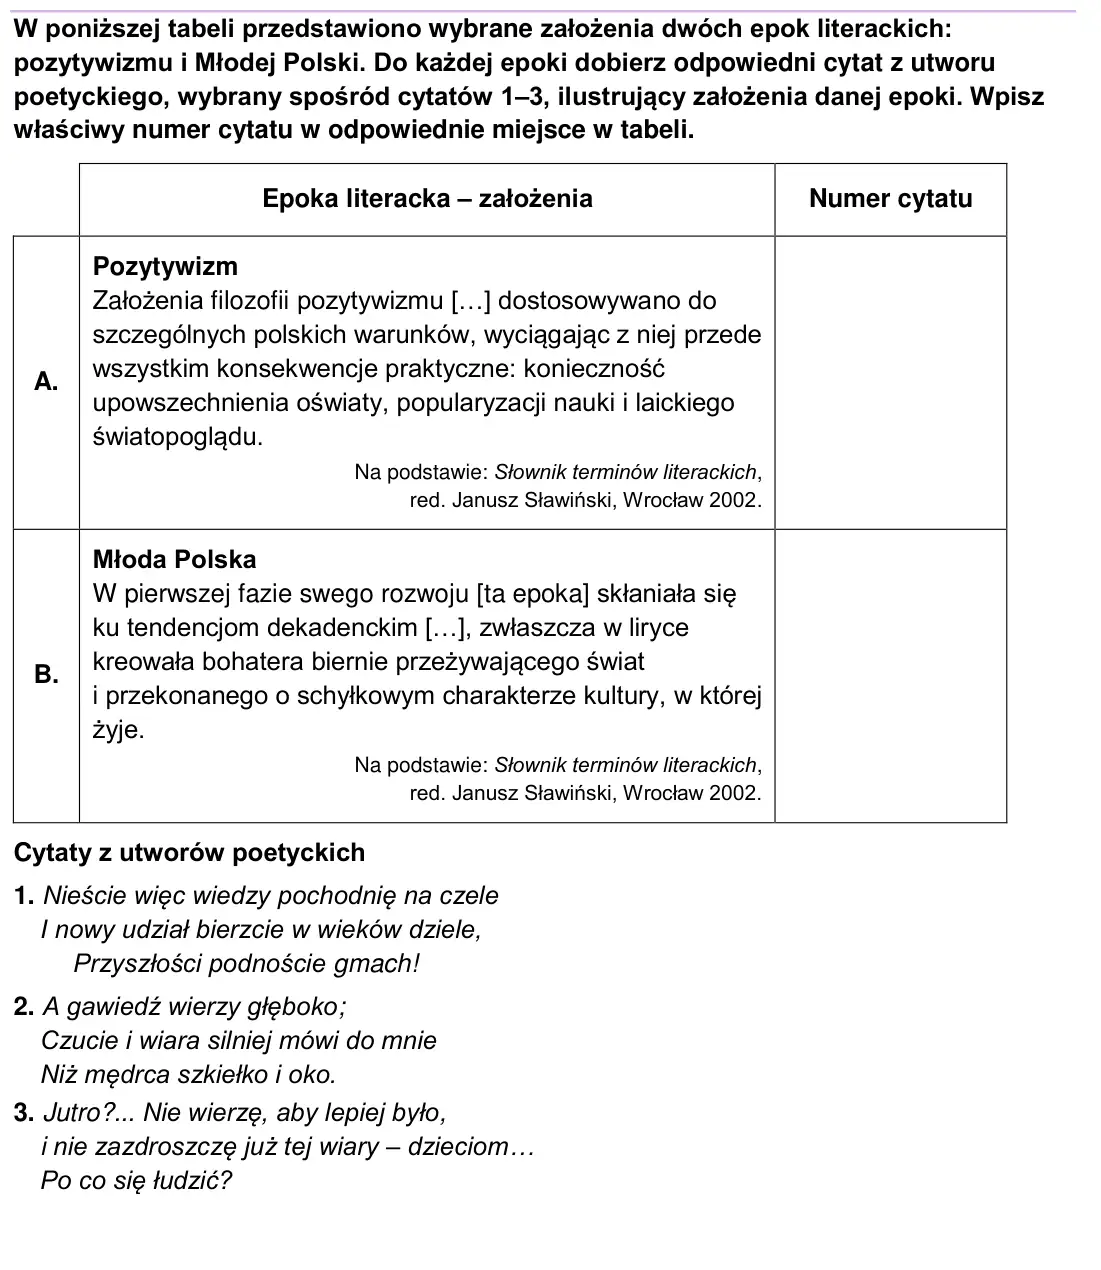 W poniższej tabeli przedstawiono wybrane założenia dwóch epok literackich:
pozytywizmu i Młodej Polski. Do każdej epoki dobierz odpowiedni cytat z utworu
poetyckiego, wybrany spośród cytatów 1–3, ilustrujący założenia danej epoki. Wpisz
właściwy numer cytatu w odpowiednie miejsce w tabeli.
Epoka literacka – założenia
Numer cytatu
A.
Pozytywizm
Założenia filozofii pozytywizmu […] dostosowywano do
szczególnych polskich warunków, wyciągając z niej przede
wszystkim konsekwencje praktyczne: konieczność
upowszechnienia oświaty, popularyzacji nauki i laickiego
światopoglądu.
Na podstawie: Słownik terminów literackich,
red. Janusz Sławiński, Wrocław 2002.
B.
Młoda Polska
W pierwszej fazie swego rozwoju [ta epoka] skłaniała się
ku tendencjom dekadenckim […], zwłaszcza w liryce
kreowała bohatera biernie przeżywającego świat
i przekonanego o schyłkowym charakterze kultury, w której
żyje.
Na podstawie: Słownik terminów literackich,
red. Janusz Sławiński, Wrocław 2002.
Cytaty z utworów poetyckich
1. Nieście więc wiedzy pochodnię na czele
I nowy udział bierzcie w wieków dziele,
Przyszłości podnoście gmach!
2. A gawiedź wierzy głęboko;
Czucie i wiara silniej mówi do mnie
Niż mędrca szkiełko i oko.
3. Jutro?... Nie wierzę, aby lepiej było,
i nie zazdroszczę już tej wiary – dzieciom…
Po co się łudzić?